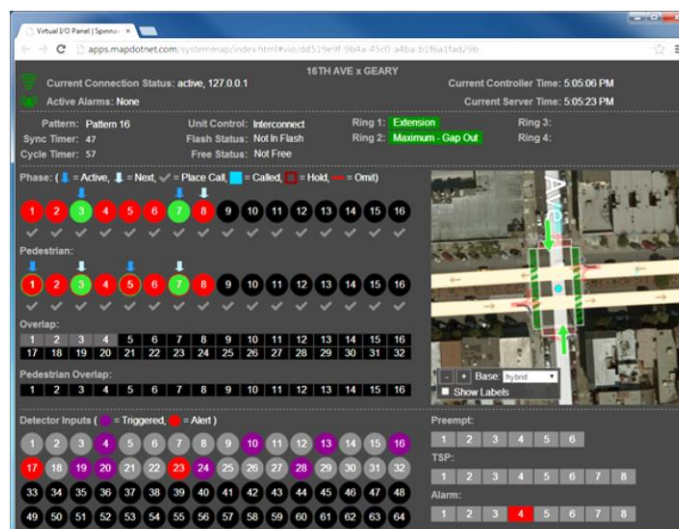 Virtual I/O Panel | Spinna
apps.mapdotnet.com/systemmap/index.html#vio/dd519e9f-9b4a-45c0-a4ba-b1f6a1fad29b
16TH AVE x GEARY
Current Connection Status: active, 127.0.0.1
Current Controller Time: 5:05:06 PM
Active Alarms: None
Current Server Time: 5:05:23 PM
Pattern: Pattern 16
Unit Control: Interconnect
Ring 1: Extension
Ring 3:
Sync Timer: 47
Flash Status: Not In Flash
Ring 2: Maximum - Gap Out
Ring 4:
Cycle Timer: 57
Free Status: Not Free
Phase: ( = Active, = Next, = Place Call, = Called, = Hold, = Omit)
1 2 3 4 5 6 7 8 9 10 11 12 13 14 15 16
Pedestrian:
1 2 3 4 5 6 7 8 9 10 11 12 13 14 15 16
Overlap:
1 2 3 4 5 6 7 8 9 10 11 12 13 14 15 16
17 18 19 20 21 22 23 24 25 26 27 28 29 30 31 32
Pedestrian Overlap:
1 2 3 4 5 6 7 8 9 10 11 12 13 14 15 16
Ave
- + Base: hybrid
Show Labels
Detector Inputs ( = Triggered, = Alert )
1 2 3 4 5 6 7 8 9 10 11 12 13 14 15 16
17 18 19 20 21 22 23 24 25 26 27 28 29 30 31 32
33 34 35 36 37 38 39 40 41 42 43 44 45 46 47 48
49 50 51 52 53 54 55 56 57 58 59 60 61 62 63 64
Preempt:
1 2 3 4 5 6
TSP:
1 2 3 4 5 6 7 8
Alarm:
1 2 3 4 5 6 7 8